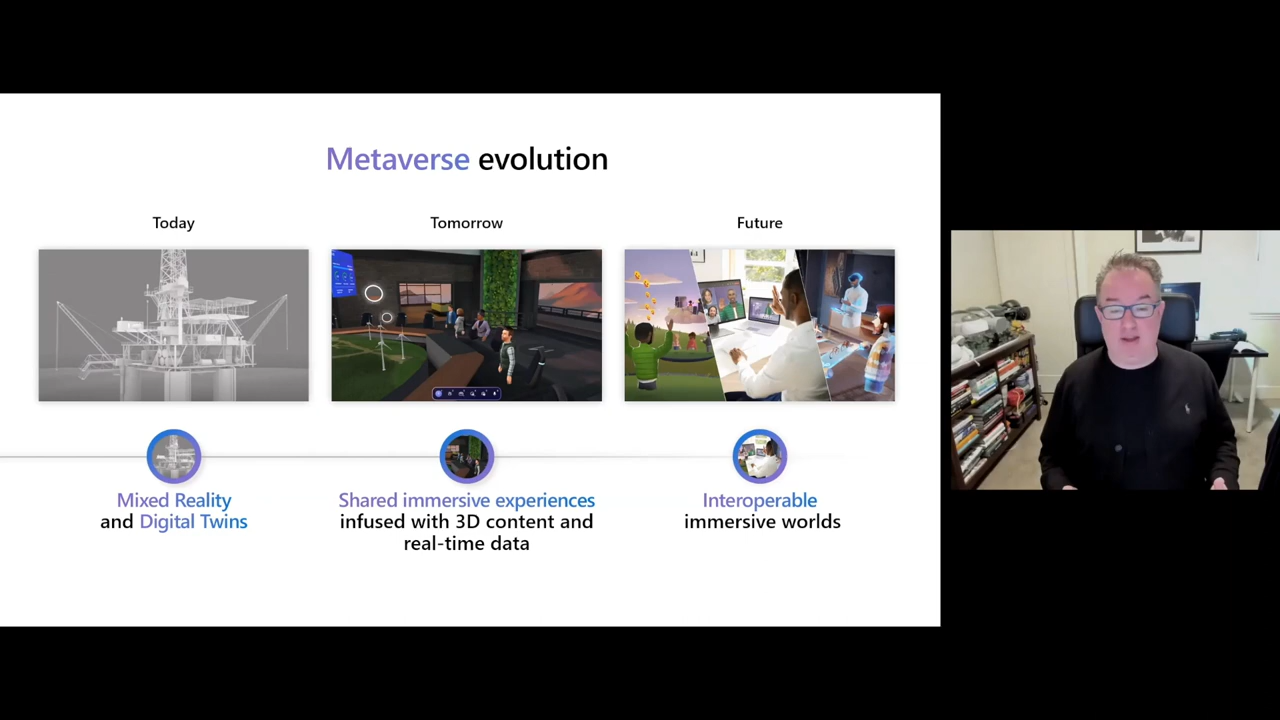 Metaverse evolution
Today
Tomorrow
Future
Mixed Reality
and Digital Twins
Shared immersive experiences
infused with 3D content and
real-time data
Interoperable
immersive worlds